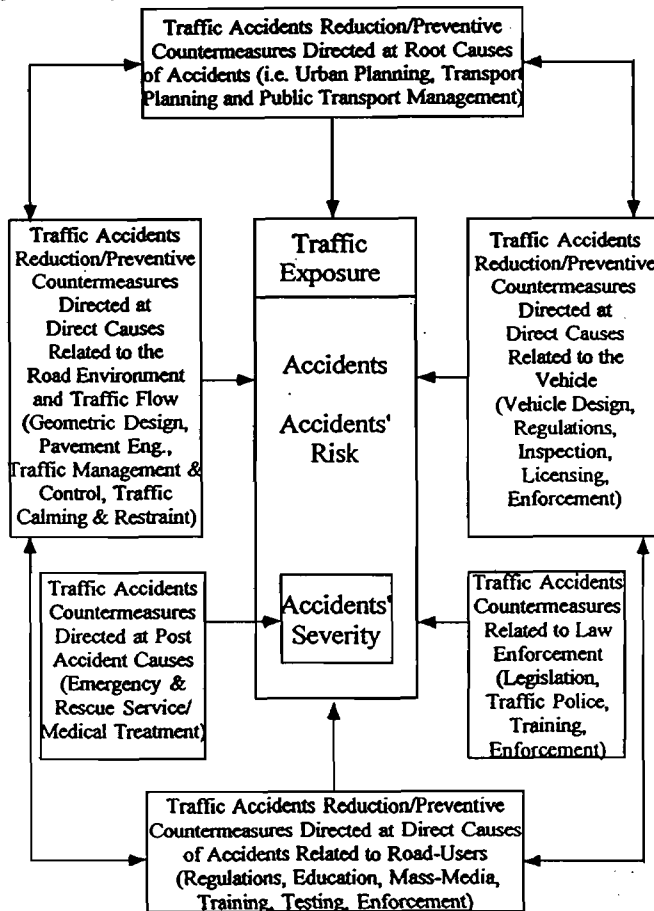 Traffic Accidents Reduction/Preventive
Countermeasures Directed at Root Causes
of Accidents (i.e. Urban Planning, Transport
Planning and Public Transport Management)
Traffic Accidents
Reduction/Preventive
Countermeasures
Directed at
Direct Causes
Related to the
Road Environment
and Traffic Flow
(Geometric Design,
Pavement Eng.,
Traffic Management &
Control, Traffic
Calming & Restraint)
Traffic
Exposure
Accidents
Accidents'
Risk
Accidents'
Severity
Traffic Accidents
Reduction/Preventive
Countermeasures
Directed at
Direct Causes
Related to the
Vehicle
(Vehicle Design,
Regulations,
Inspection,
Licensing,
Enforcement)
Traffic Accidents
Countermeasures
Directed at Post
Accident Causes
(Emergency &
Rescue Service/
Medical Treatment)
Traffic Accidents
Countermeasures
Related to Law
Enforcement
(Legislation,
Traffic Police,
Training,
Enforcement)
Traffic Accidents Reduction/Preventive
Countermeasures Directed at Direct Causes
of Accidents Related to Road-Users
(Regulations, Education, Mass-Media,
Training, Testing, Enforcement)